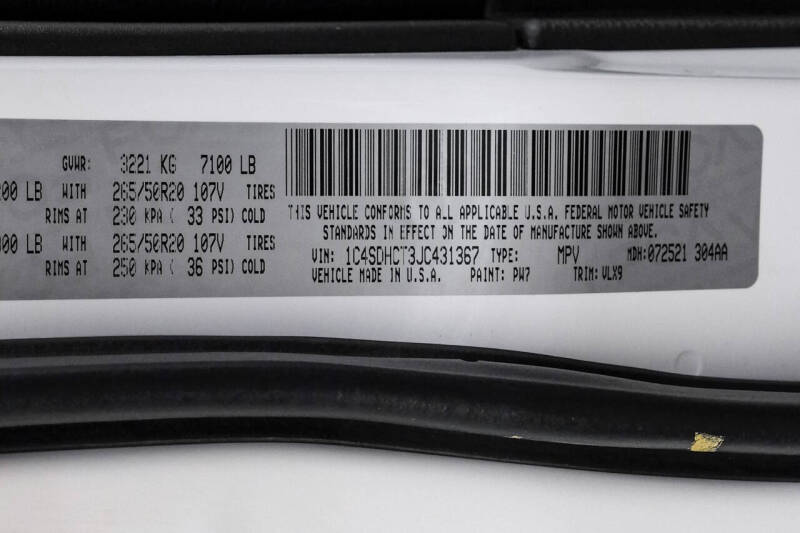 GVWR: 3221 KG 7100 LB
00 LB WITH 265/50R20 107V TIRES
RIMS AT 230 KPA ( 33 PSI) COLD
00 LB WITH 265/50R20 107V TIRES
RIMS AT 250 KPA ( 36 PSI) COLD
THIS VEHICLE CONFORMS TO ALL APPLICABLE U.S.A. FEDERAL MOTOR VEHICLE SAFETY
STANDARDS IN EFFECT ON THE DATE OF MANUFACTURE SHOWN ABOVE.
VIN: 1C4SDHCT3JC431367 TYPE: MPV MDH:072521 304AA
VEHICLE MADE IN U.S.A. PAINT: PW7 TRIM: VLX9